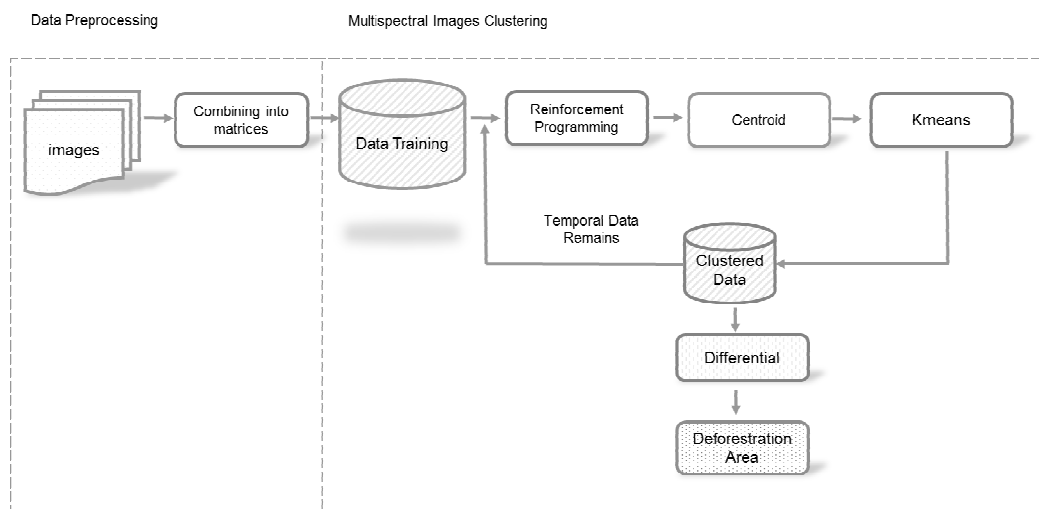 Data Preprocessing
Multispectral Images Clustering
images
Combining into
matrices
Data Training
Reinforcement
Programming
Centroid
Kmeans
Temporal Data
Remains
Clustered
Data
Differential
Deforestration
Area